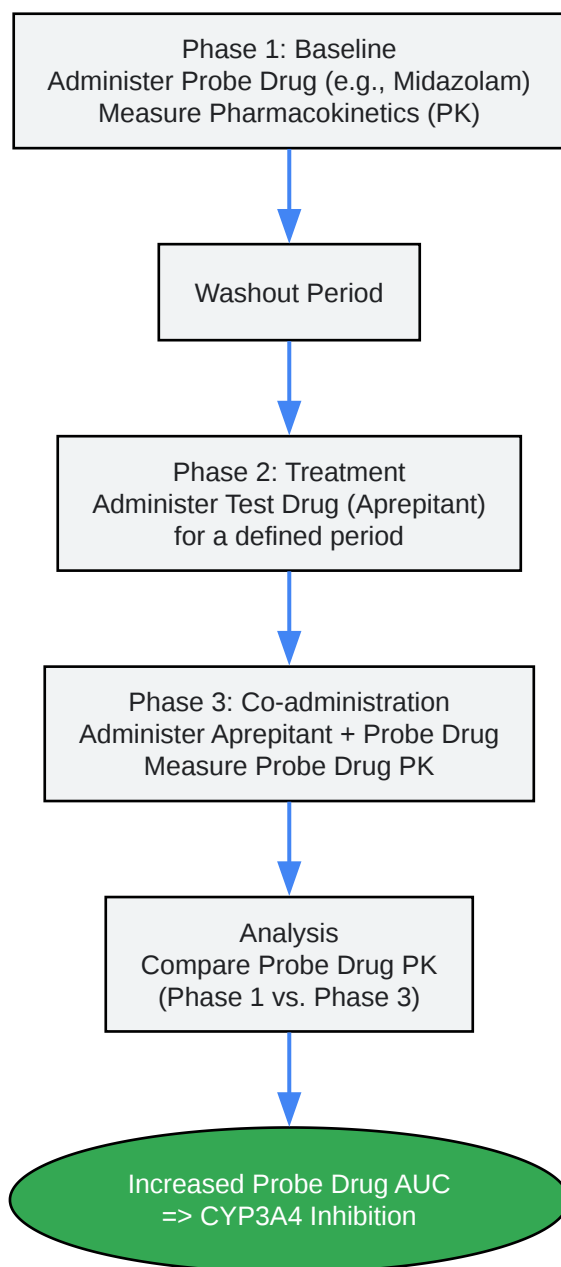 Phase 1: Baseline
Administer Probe Drug (e.g., Midazolam)
Measure Pharmacokinetics (PK)
Washout Period
Phase 2: Treatment
Administer Test Drug (Aprepitant)
for a defined period
Phase 3: Co-administration
Administer Aprepitant + Probe Drug
Measure Probe Drug PK
Analysis
Compare Probe Drug PK
(Phase 1 vs. Phase 3)
Increased Probe Drug AUC
=> CYP3A4 Inhibition